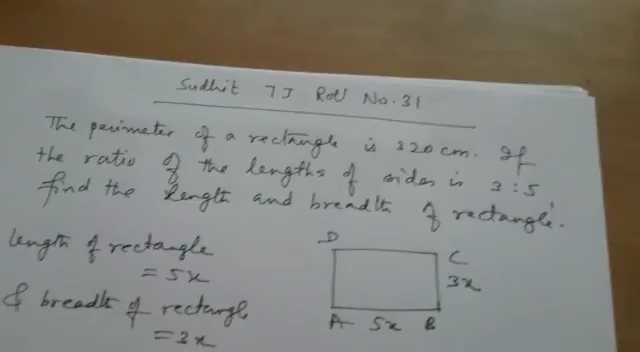 Sudhit 7J Roll No. 31
The perimeter of a rectangle is 320 cm. If
the ratio of the lengths of sides is 3:5
find the length and breadth of rectangle.
length of rectangle
= 5x
& breadth of rectangle
= 3x
D
C
3x
A 5x B